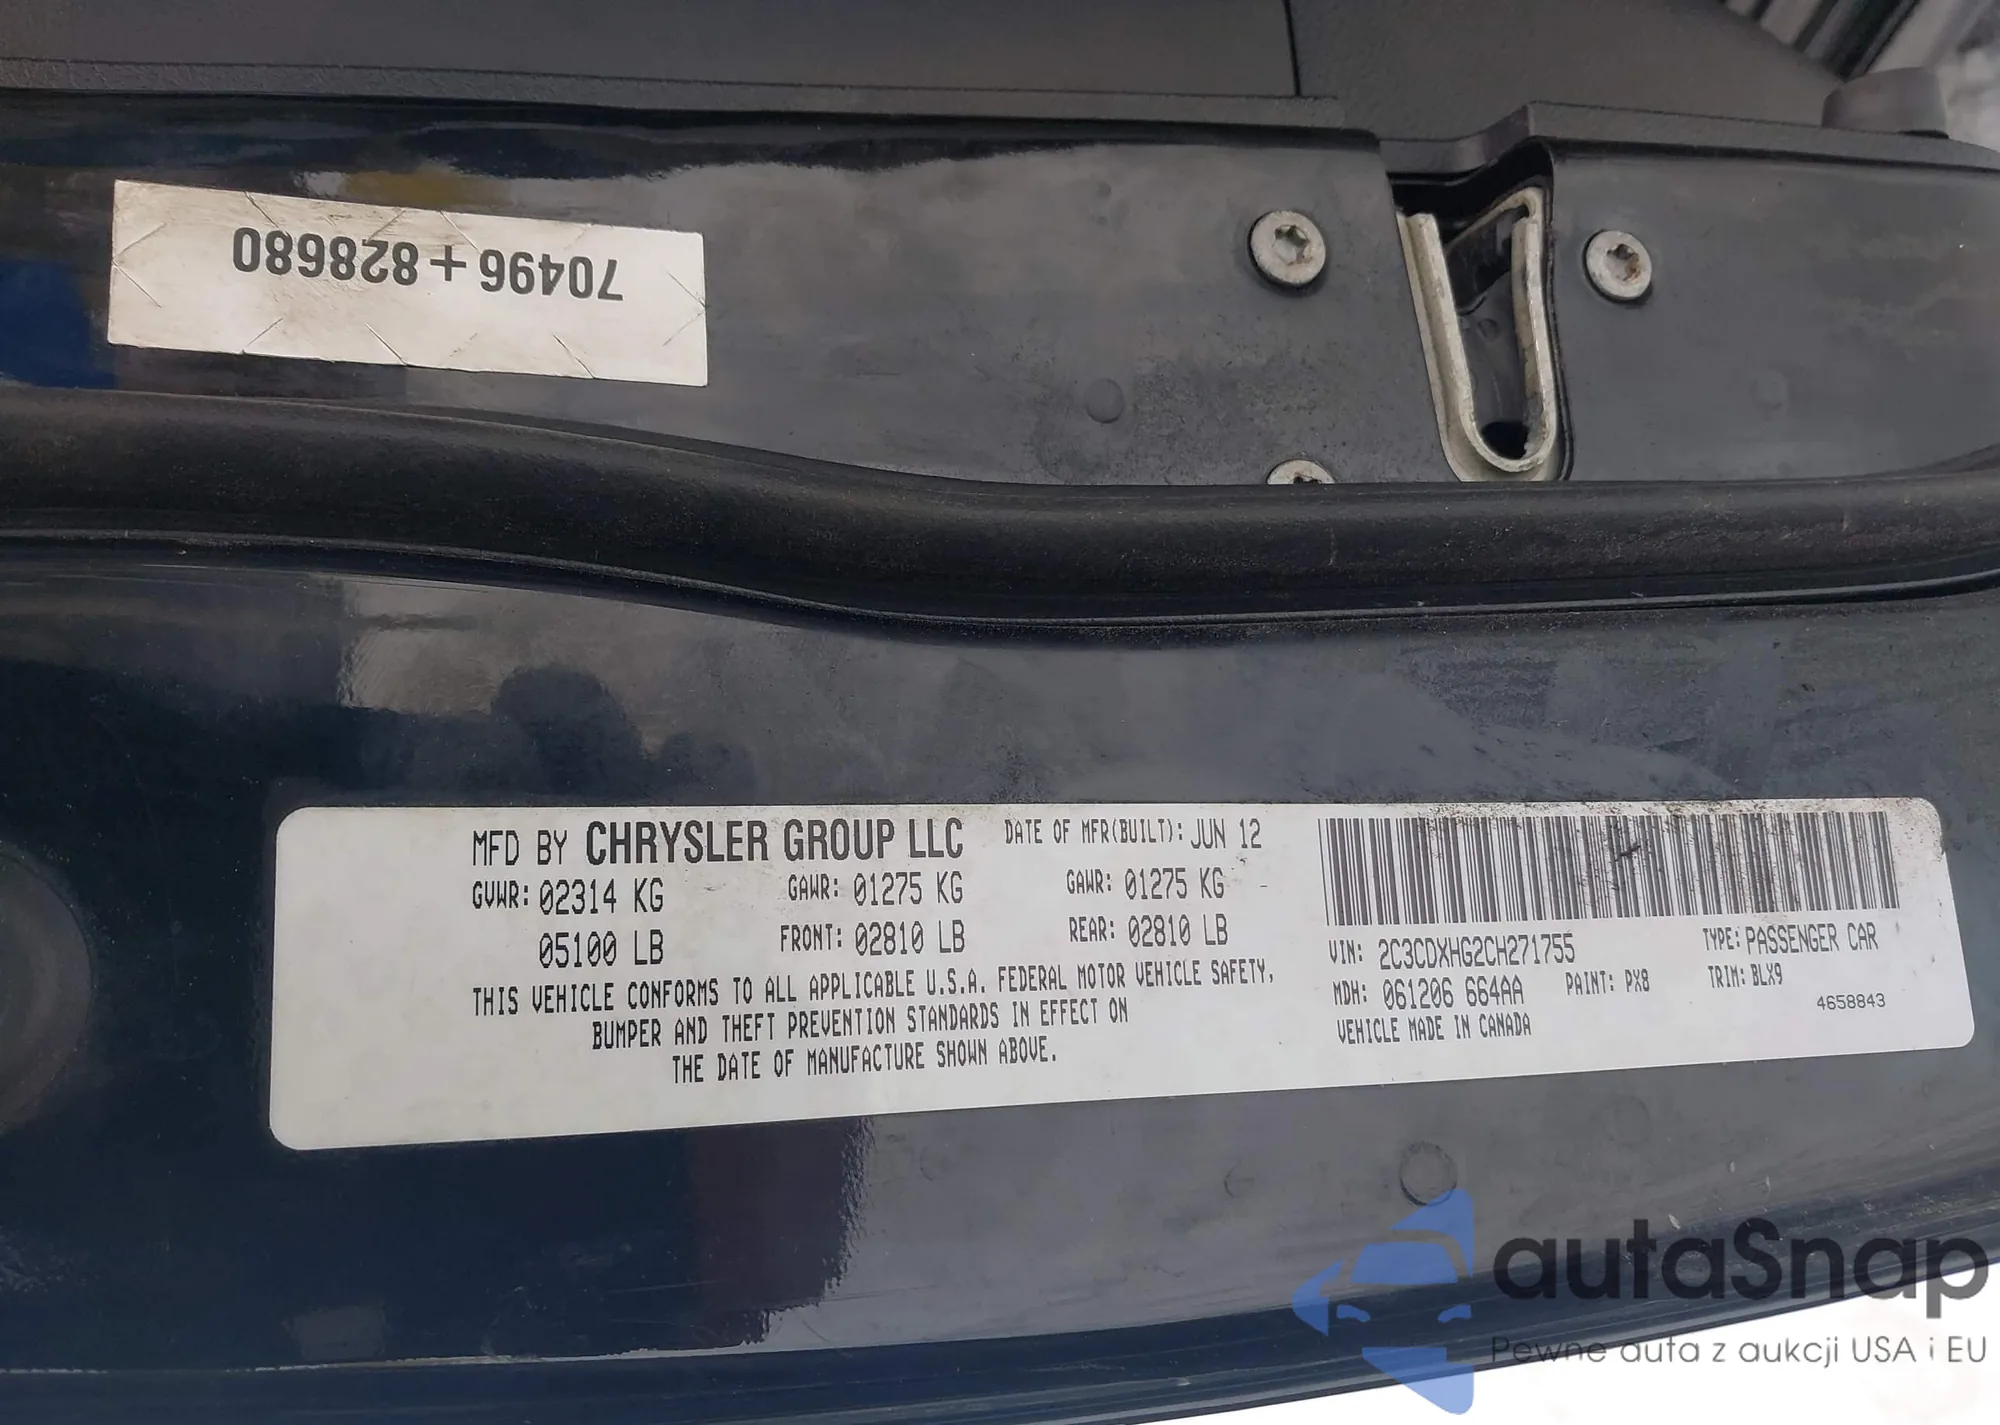 70496+828680
MFD BY CHRYSLER GROUP LLC DATE OF MFR(BUILT): JUN 12
GVWR: 02314 KG GAWR: 01275 KG GAWR: 01275 KG
05100 LB FRONT: 02810 LB REAR: 02810 LB
THIS VEHICLE CONFORMS TO ALL APPLICABLE U.S.A. FEDERAL MOTOR VEHICLE SAFETY,
BUMPER AND THEFT PREVENTION STANDARDS IN EFFECT ON
THE DATE OF MANUFACTURE SHOWN ABOVE.
VIN: 2C3CDXHG2CH271755 TYPE: PASSENGER CAR
MDH: 061206 664AA PAINT: PX8 TRIM: BLX9
VEHICLE MADE IN CANADA 4658843
autaSnap
Pewne auta z aukcji USA i EU